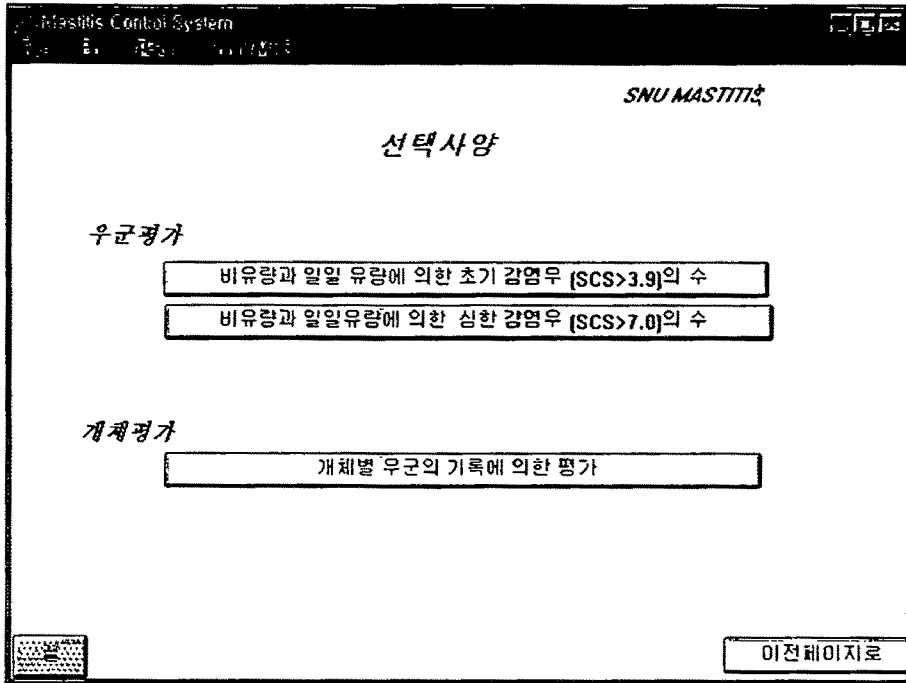 Mastitis Control System
SNU MASTITIS
선택사양
우군평가
비유량과 일일 유량에 의한 초기 감염우 (SCS>3.9)의 수
비유량과 일일유량에 의한 심한 감염우 (SCS>7.0)의 수
개체평가
개체별 우군의 기록에 의한 평가
이전페이지로